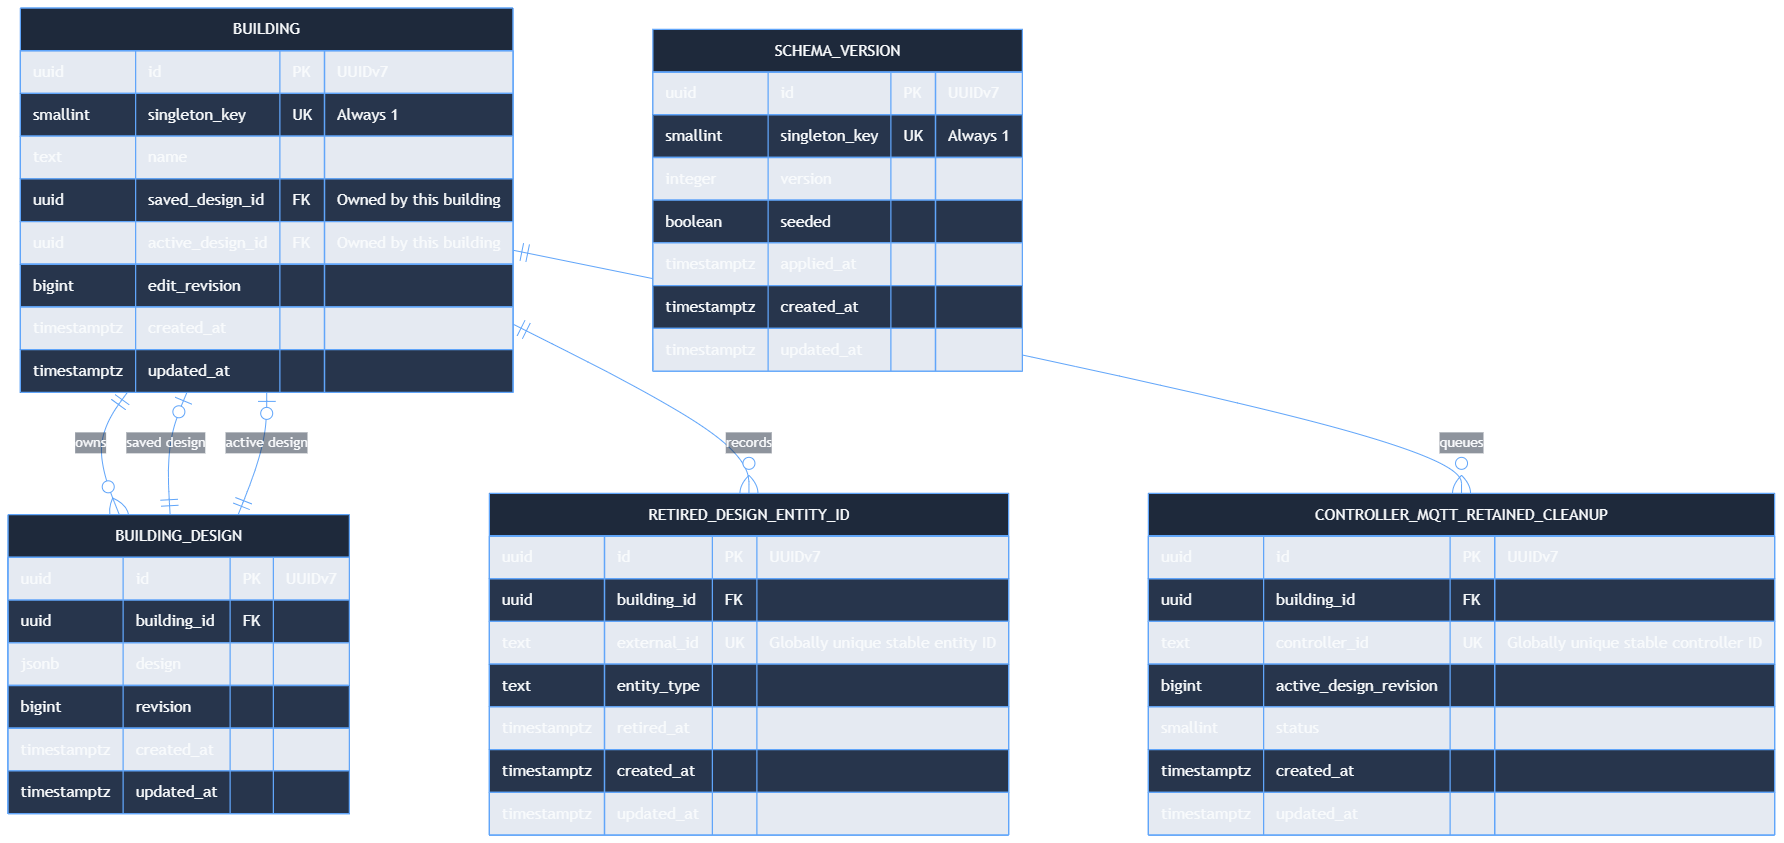 BUILDING
uuid id PK UUIDv7
smallint singleton_key UK Always 1
text name
uuid saved_design_id FK Owned by this building
uuid active_design_id FK Owned by this building
bigint edit_revision
timestamptz created_at
timestamptz updated_at
SCHEMA_VERSION
uuid id PK UUIDv7
smallint singleton_key UK Always 1
integer version
boolean seeded
timestamptz applied_at
timestamptz created_at
timestamptz updated_at
owns
saved design
active design
records
queues
BUILDING_DESIGN
uuid id PK UUIDv7
uuid building_id FK
jsonb design
bigint revision
timestamptz created_at
timestamptz updated_at
RETIRED_DESIGN_ENTITY_ID
uuid id PK UUIDv7
uuid building_id FK
text external_id UK Globally unique stable entity ID
text entity_type
timestamptz retired_at
timestamptz created_at
timestamptz updated_at
CONTROLLER_MQTT_RETAINED_CLEANUP
uuid id PK UUIDv7
uuid building_id FK
text controller_id UK Globally unique stable controller ID
bigint active_design_revision
smallint status
timestamptz created_at
timestamptz updated_at